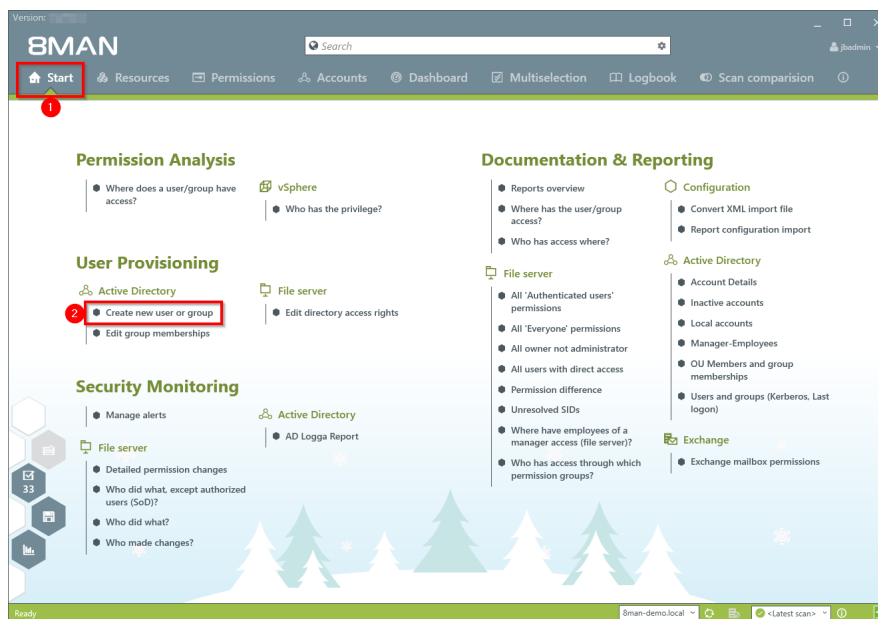 Version:
8MAN
Search
jbadmin
Start
Resources
Permissions
Accounts
Dashboard
Multiselection
Logbook
Scan comparision
1
Permission Analysis
Where does a user/group have
access?
vSphere
Who has the privilege?
User Provisioning
Active Directory
2
Create new user or group
Edit group memberships
File server
Edit directory access rights
Security Monitoring
Manage alerts
File server
Detailed permission changes
Who did what, except authorized
users (SoD)?
Who did what?
Who made changes?
Active Directory
AD Logga Report
33
Documentation & Reporting
Reports overview
Where has the user/group
access?
Who has access where?
File server
All 'Authenticated users'
permissions
All 'Everyone' permissions
All owner not administrator
All users with direct access
Permission difference
Unresolved SIDs
Where have employees of a
manager access (file server)?
Who has access through which
permission groups?
Configuration
Convert XML import file
Report configuration import
Active Directory
Account Details
Inactive accounts
Local accounts
Manager-Employees
OU Members and group
memberships
Users and groups (Kerberos, Last
logon)
Exchange
Exchange mailbox permissions
Ready
8man-demo.local
<Latest scan>